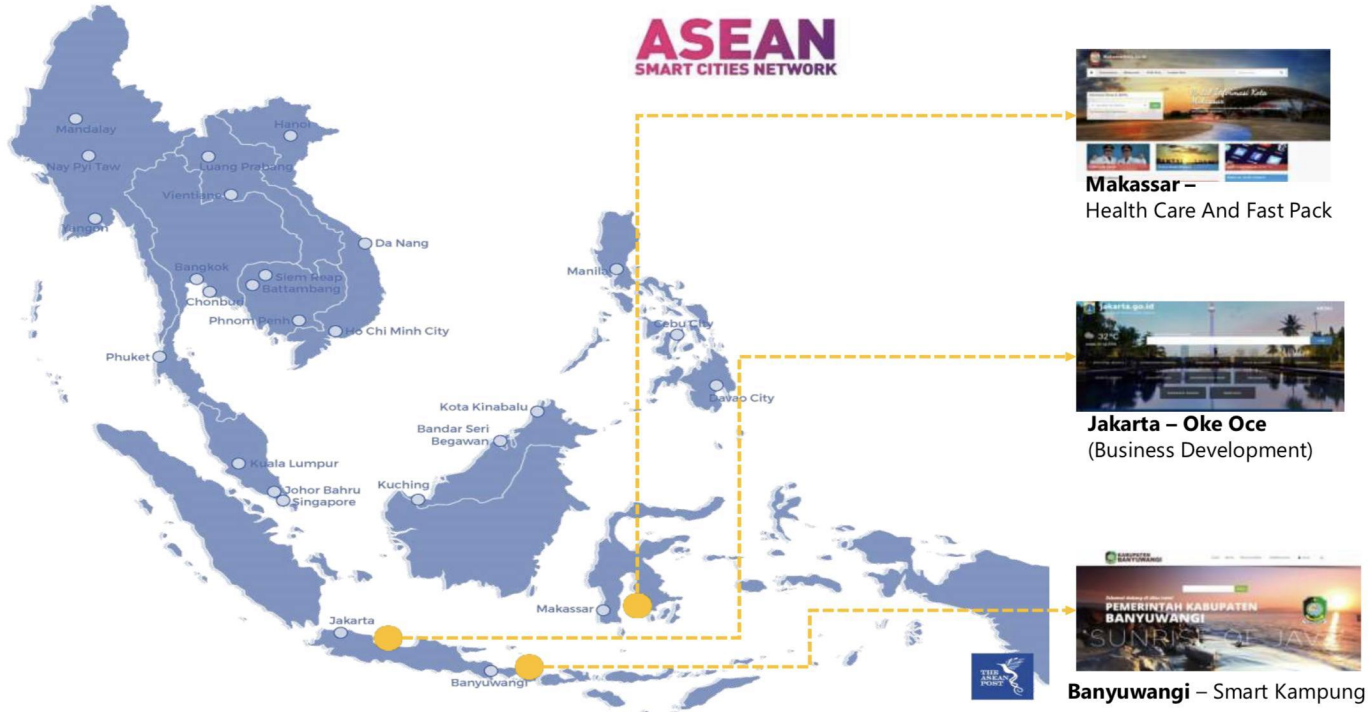 ASEAN
SMART CITIES NETWORK
Mandalay
Hanoi
Nay Pyi Taw
Luang Prabang
Vientiane
Yungon
Da Nang
Bangkok
Siem Reap
Battambang
Chonburi
Phnom Penh
Ho Chi Minh City
Phuket
Manila
Cebu City
Davao City
Kota Kinabalu
Bandar Seri
Begawan
Kuala Lumpur
Kuching
Johor Bahru
Singapore
Makassar
Jakarta
Banyuwangi
THE
ASEAN
POST
Makassar –
Health Care And Fast Pack
jakarta.go.id
32°C
Jakarta – Oke Oce
(Business Development)
KABUPATEN
BANYUWANGI
PEMERINTAH KABUPATEN
BANYUWANGI
SUNRISE OF JAV
Banyuwangi – Smart Kampung